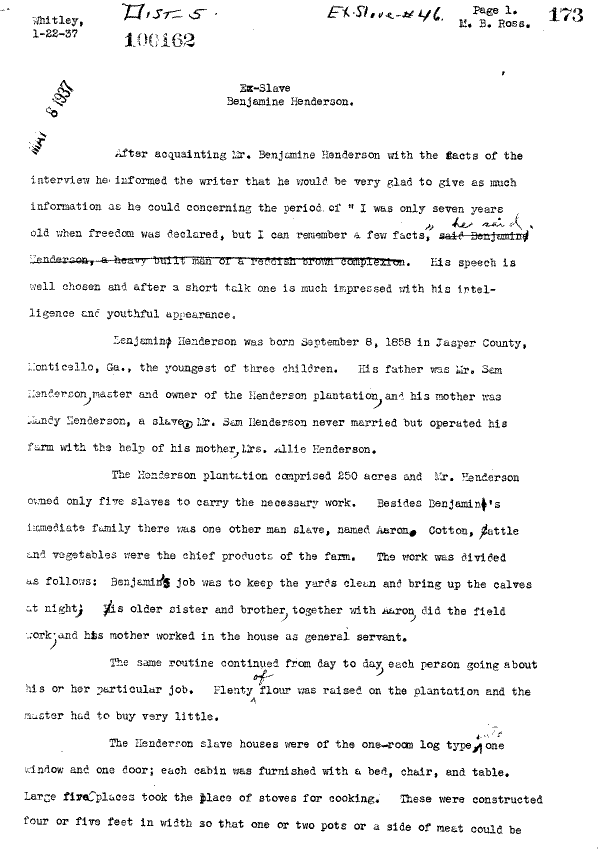 Whitley,
1-22-37
DIST-5.
100162
Ex-Slave-#46.
Page 1.
M. B. Ross.
173
MAY 8 1937
Ex-Slave
Benjamine Henderson.
After acquainting Mr. Benjamine Henderson with the facts of the
interview he informed the writer that he would be very glad to give as much
information as he could concerning the period of " I was only seven years
old when freedom was declared, but I can remember a few facts," he said. said Benjamine
Henderson, a heavy built man of a reddish brown complexion. His speech is
well chosen and after a short talk one is much impressed with his intel-
ligence and youthful appearance.
Benjamin Henderson was born September 8, 1858 in Jasper County,
Monticello, Ga., the youngest of three children. His father was Mr. Sam
Henderson, master and owner of the Henderson plantation, and his mother was
Mandy Henderson, a slave. Mr. Sam Henderson never married but operated his
farm with the help of his mother, Mrs. Allie Henderson.
The Henderson plantation comprised 250 acres and Mr. Henderson
owned only five slaves to carry the necessary work. Besides Benjamin's
immediate family there was one other man slave, named Aaron. Cotton, cattle
and vegetables were the chief products of the farm. The work was divided
as follows: Benjamin's job was to keep the yards clean and bring up the calves
at night; his older sister and brother, together with Aaron, did the field
work; and his mother worked in the house as general servant.
The same routine continued from day to day, each person going about
his or her particular job. Plenty of flour was raised on the plantation and the
master had to buy very little.
The Henderson slave houses were of the one-room log type, with one
window and one door; each cabin was furnished with a bed, chair, and table.
Large fire places took the place of stoves for cooking. These were constructed
four or five feet in width so that one or two pots or a side of meat could be